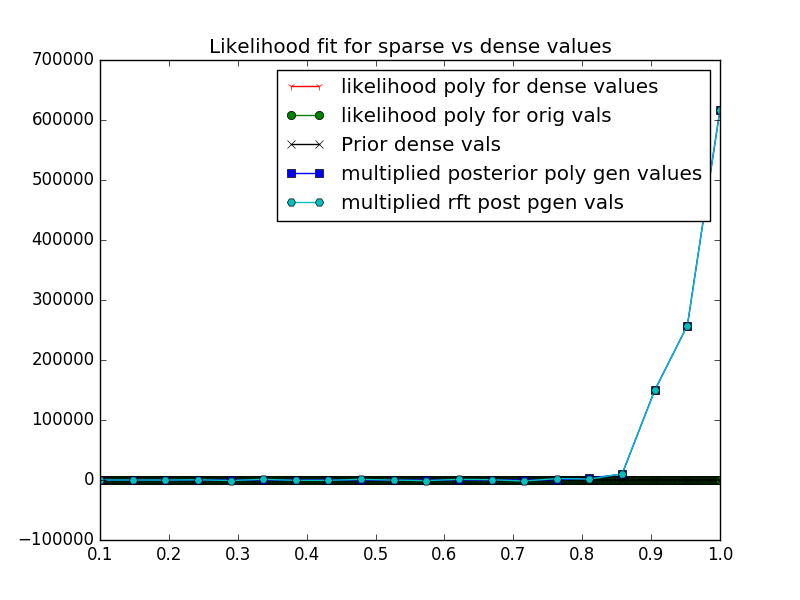 Likelihood fit for sparse vs dense values
700000
600000
500000
400000
300000
200000
100000
0
−100000
likelihood poly for dense values
likelihood poly for orig vals
Prior dense vals
multiplied posterior poly gen values
multiplied rft post pgen vals
0.1 0.2 0.3 0.4 0.5 0.6 0.7 0.8 0.9 1.0